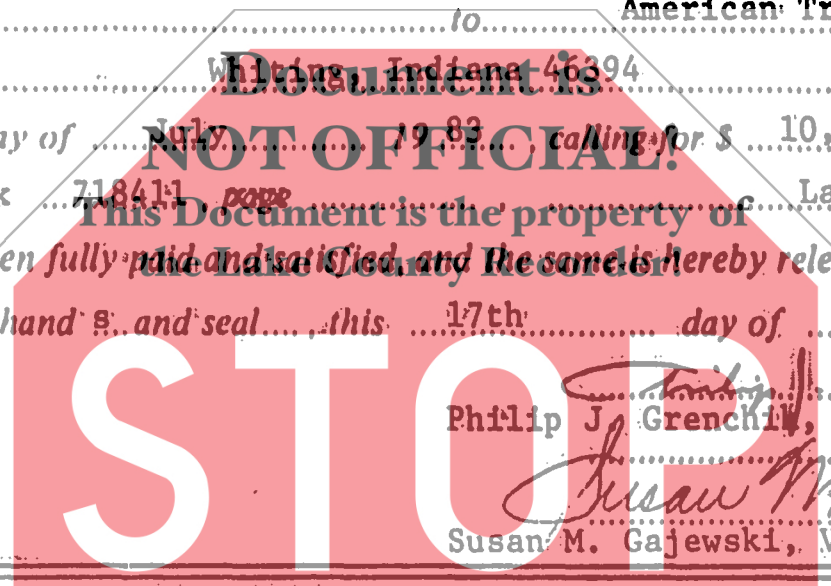 to American Tr
Document is
Whiting, Indiana 46394
ay of July 19 83 calling for $ 10,
NOT OFFICIAL!
k 718411, page La
This Document is the property of
en fully paid and satisfied, and the same is hereby rele
the Lake County Recorder!
hand s and seal this 17th day of
STOP
Philip J. Grenchik,
Susan M
Susan M. Gajewski, V